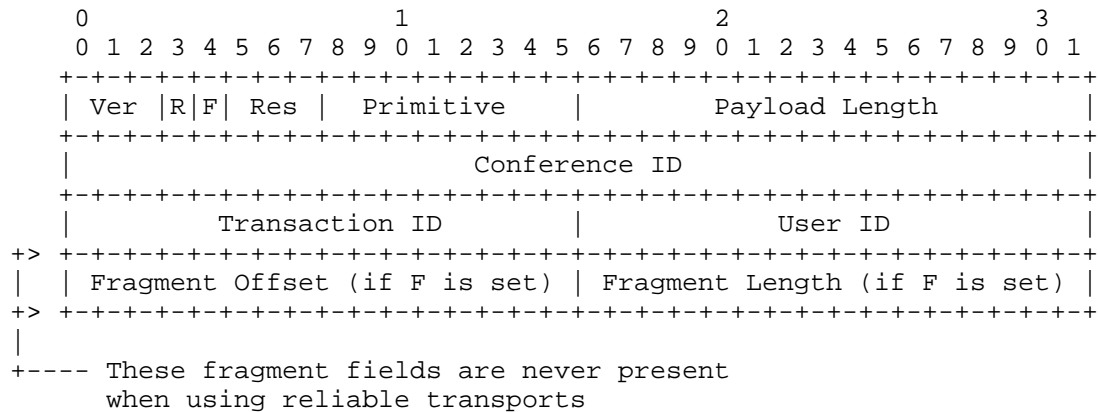 0                   1                   2                   3
    0 1 2 3 4 5 6 7 8 9 0 1 2 3 4 5 6 7 8 9 0 1 2 3 4 5 6 7 8 9 0 1
   +-+-+-+-+-+-+-+-+-+-+-+-+-+-+-+-+-+-+-+-+-+-+-+-+-+-+-+-+-+-+-+-+
   | Ver |R|F| Res |  Primitive    |        Payload Length         |
   +-+-+-+-+-+-+-+-+-+-+-+-+-+-+-+-+-+-+-+-+-+-+-+-+-+-+-+-+-+-+-+-+
   |                         Conference ID                         |
   +-+-+-+-+-+-+-+-+-+-+-+-+-+-+-+-+-+-+-+-+-+-+-+-+-+-+-+-+-+-+-+-+
   |         Transaction ID        |            User ID            |
+> +-+-+-+-+-+-+-+-+-+-+-+-+-+-+-+-+-+-+-+-+-+-+-+-+-+-+-+-+-+-+-+-+
|  | Fragment Offset (if F is set) | Fragment Length (if F is set) |
+> +-+-+-+-+-+-+-+-+-+-+-+-+-+-+-+-+-+-+-+-+-+-+-+-+-+-+-+-+-+-+-+-+
|
+---- These fragment fields are never present
      when using reliable transports